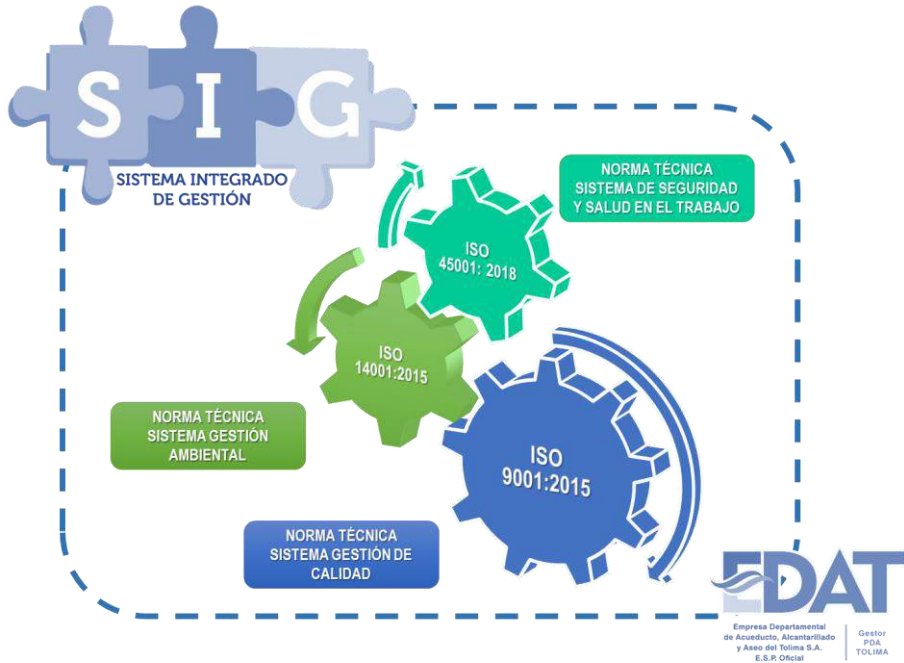 SIG
SISTEMA INTEGRADO
DE GESTIÓN
NORMA TÉCNICA
SISTEMA DE SEGURIDAD
Y SALUD EN EL TRABAJO
ISO
45001: 2018
ISO
14001:2015
NORMA TÉCNICA
SISTEMA GESTIÓN
AMBIENTAL
ISO
9001:2015
NORMA TÉCNICA
SISTEMA GESTIÓN DE
CALIDAD
EDAT
Empresa Departamental
de Acueducto, Alcantarillado
y Aseo del Tolima S.A.
E.S.P. Oficial
Gestor
PDA
TOLIMA